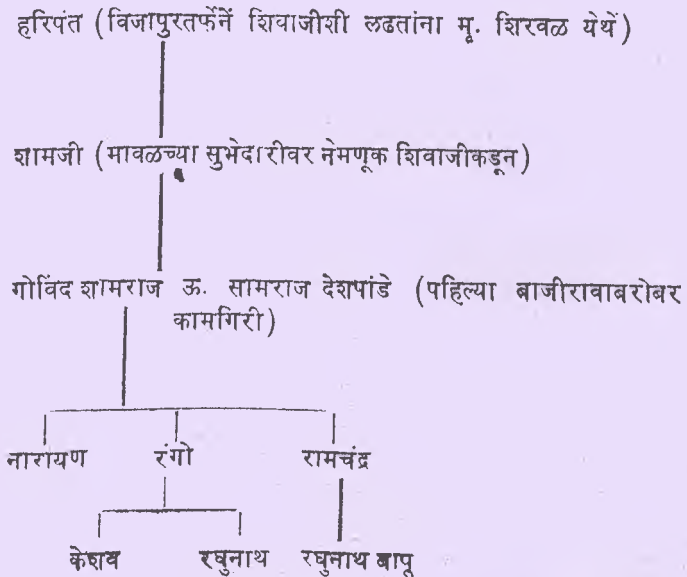 हरिपंत (विजापुरतर्फेनें शिवाजीशी लढतांना मृ. शिरवळ येथें)
शामजी (मावळच्या सुभेदारीवर नेमणूक शिवाजीकडून)
गोविंद शामराज ऊ. सामराज देशपांडे (पहिल्या बाजीरावाबरोबर
कामगिरी)
नारायण रंगो रामचंद्र
केशव रघुनाथ रघुनाथ बापू